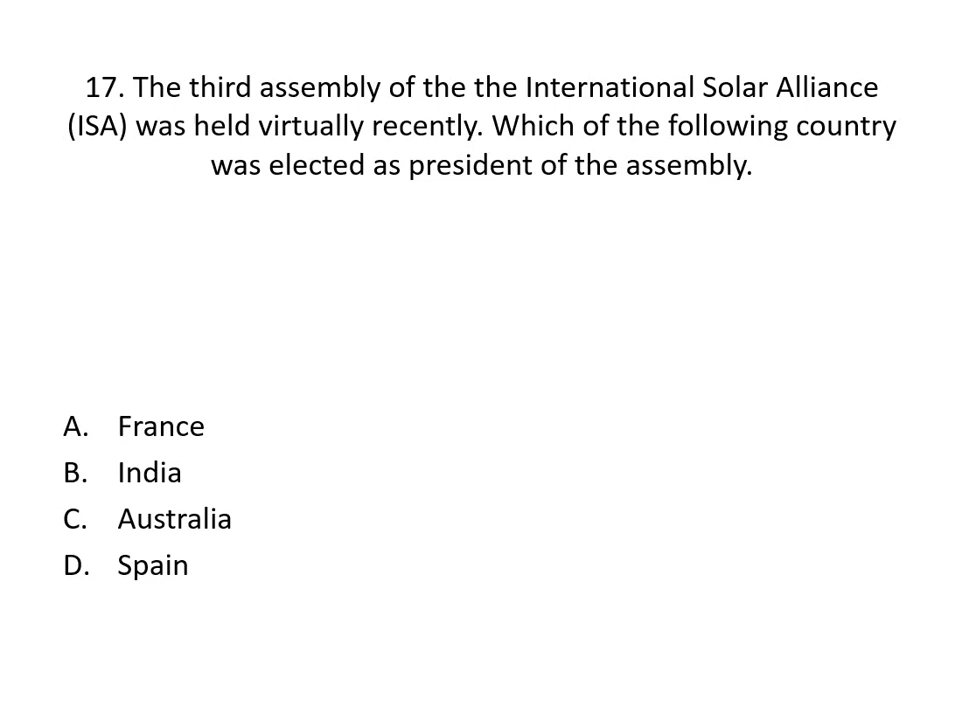 17. The third assembly of the the International Solar Alliance
(ISA) was held virtually recently. Which of the following country
was elected as president of the assembly.
A. France
B. India
C. Australia
D. Spain